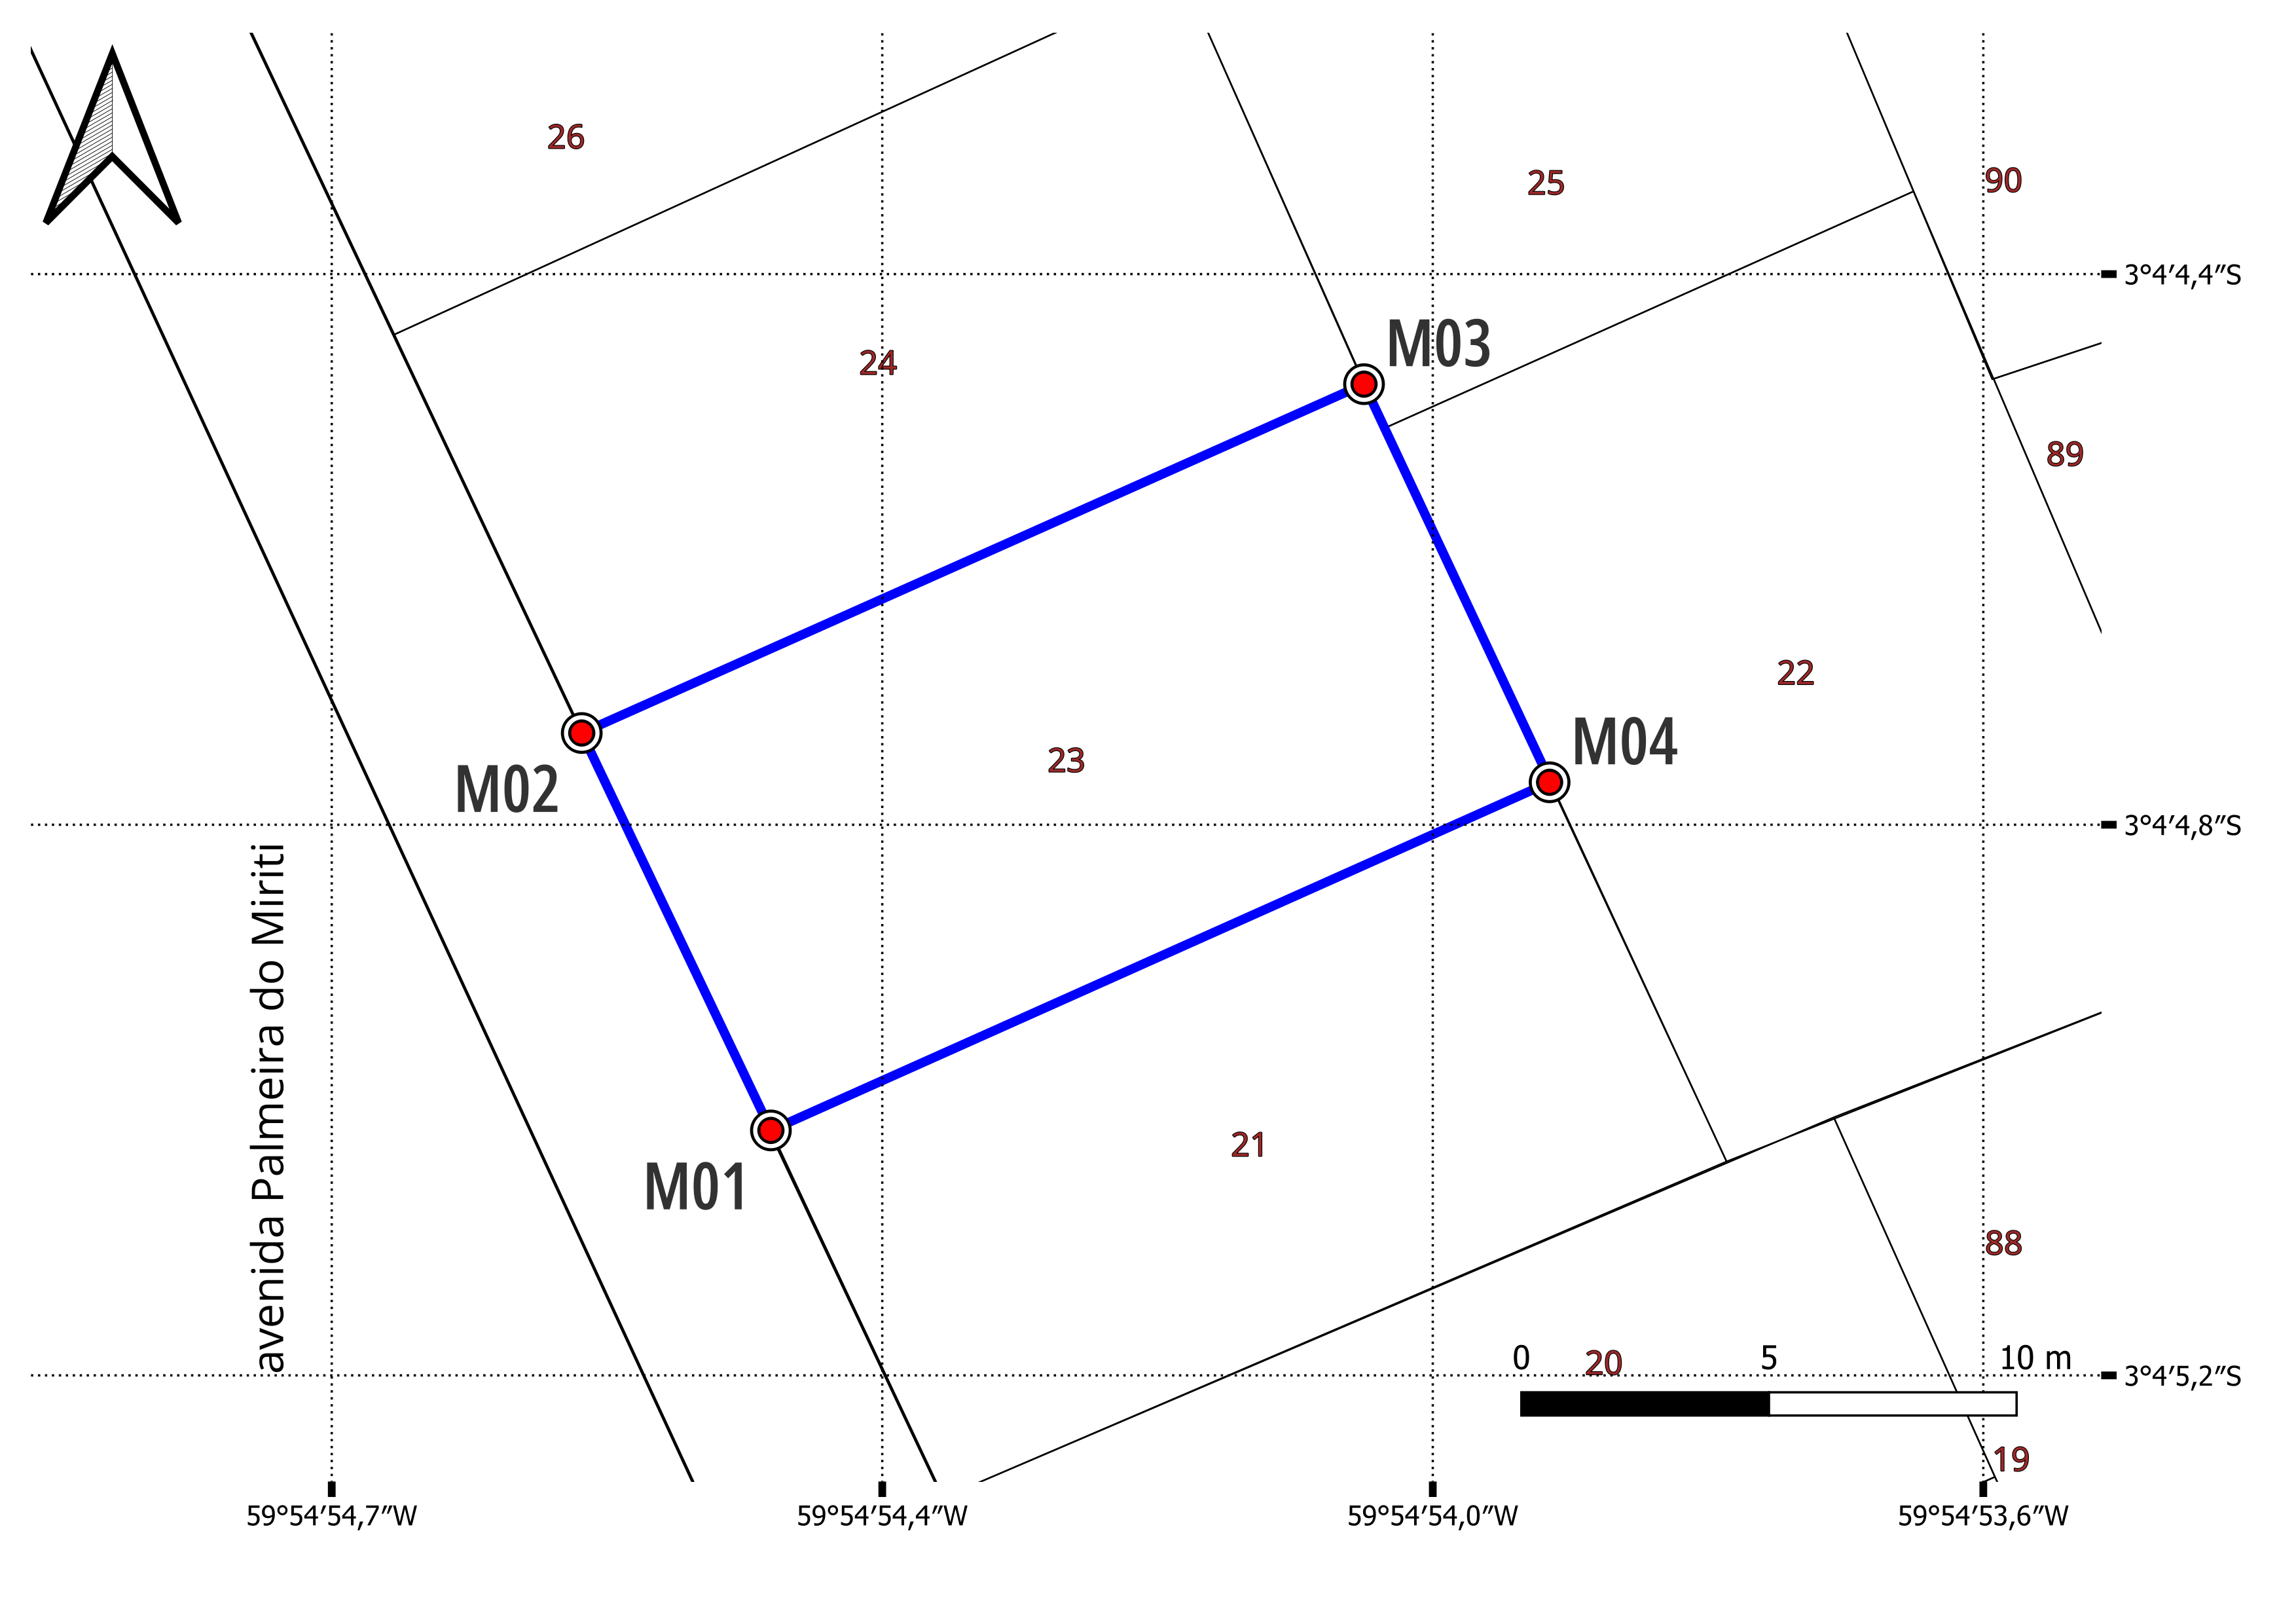 26
25
90
3°4′4,4″S
M03
24
89
22
M04
23
M02
3°4′4,8″S
avenida Palmeira do Miriti
21
M01
88
0 5 10 m
20
3°4′5,2″S
19
59°54′54,7″W 59°54′54,4″W 59°54′54,0″W 59°54′53,6″W